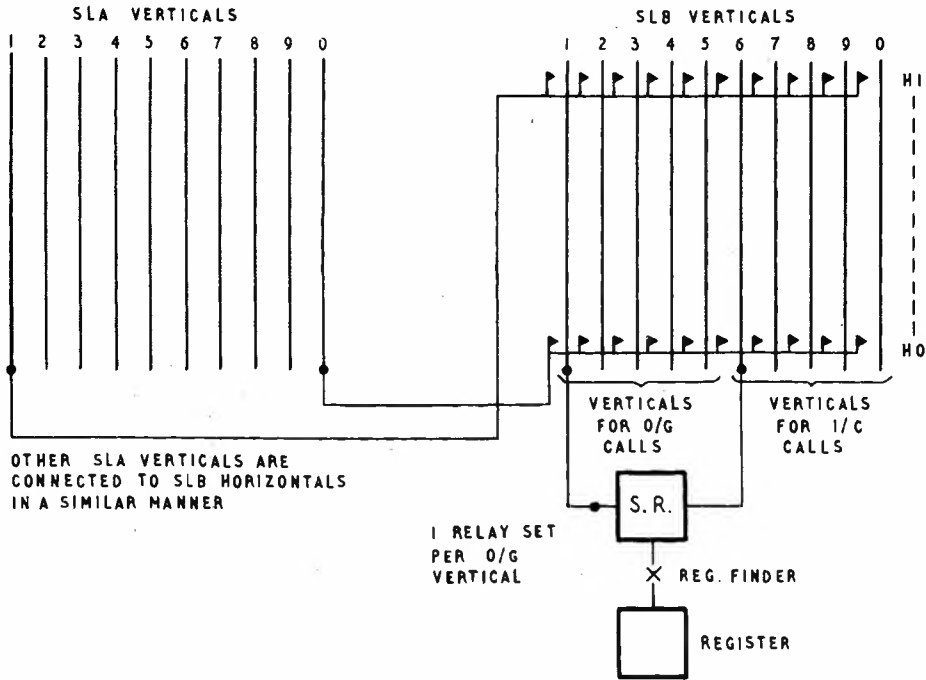 SLA VERTICALS
1 2 3 4 5 6 7 8 9 0
SLB VERTICALS
1 2 3 4 5 6 7 8 9 0
H1
H0
VERTICALS
FOR O/G
CALLS
VERTICALS
FOR I/C
CALLS
OTHER SLA VERTICALS ARE
CONNECTED TO SLB HORIZONTALS
IN A SIMILAR MANNER
S.R.
1 RELAY SET
PER O/G
VERTICAL
REG. FINDER
REGISTER